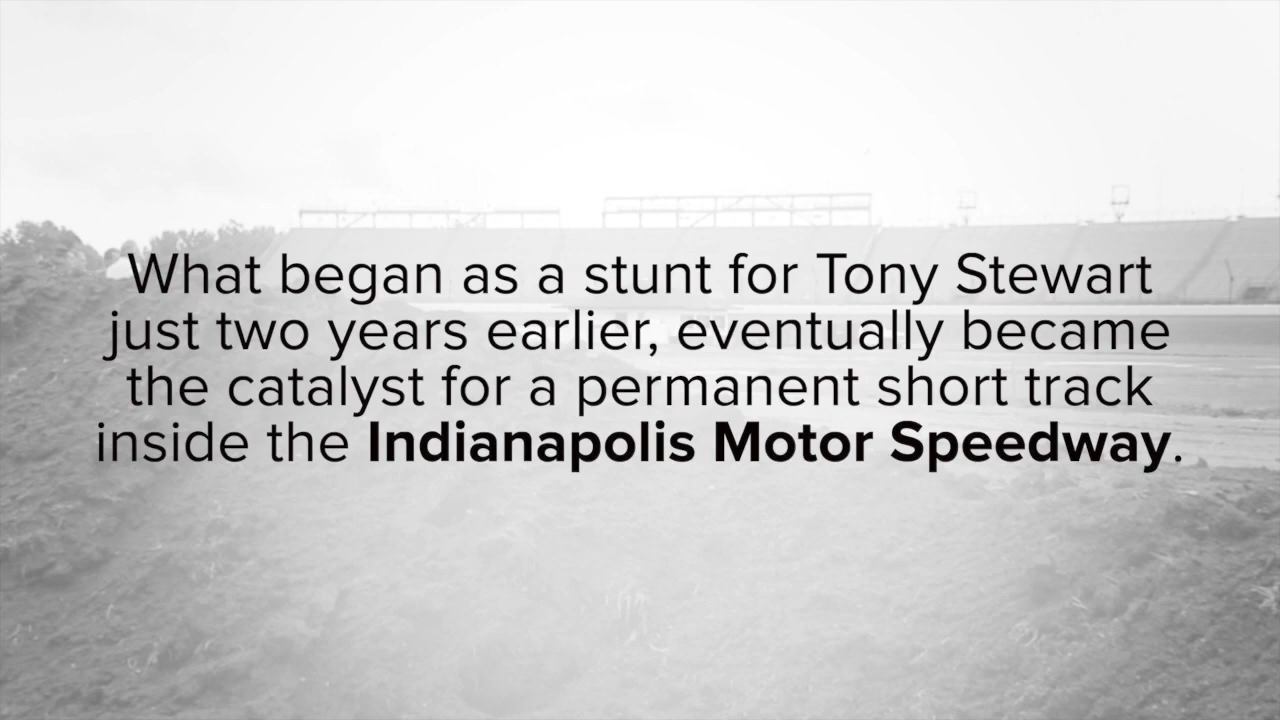 What began as a stunt for Tony Stewart
just two years earlier, eventually became
the catalyst for a permanent short track
inside the Indianapolis Motor Speedway.